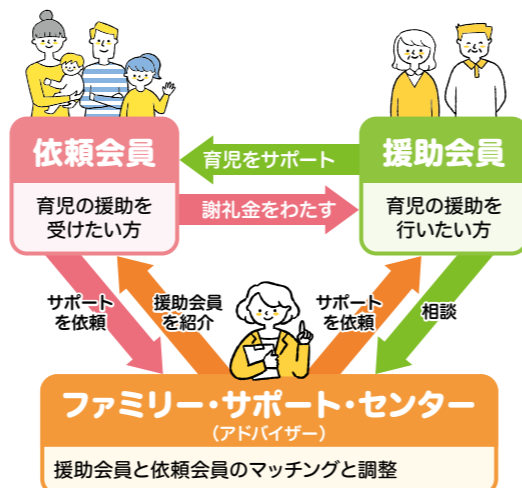 依頼会員
育児の援助を
受けたい方
育児をサポート
謝礼金をわたす
援助会員
育児の援助を
行いたい方
サポート
を依頼
援助会員
を紹介
サポート
を依頼
相談
ファミリー・サポート・センター
（アドバイザー）
援助会員と依頼会員のマッチングと調整